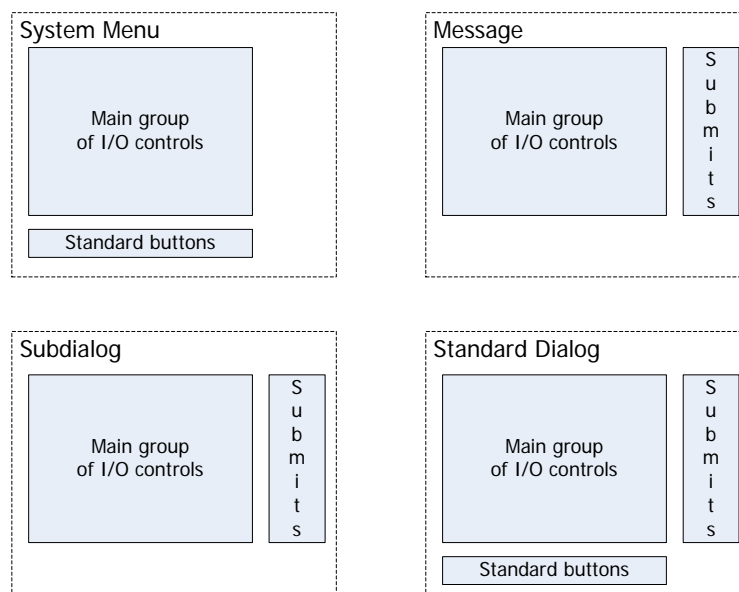 System Menu
Main group
of I/O controls
Standard buttons
Message
Main group
of I/O controls
S
u
b
m
i
t
s
Subdialog
Main group
of I/O controls
S
u
b
m
i
t
s
Standard Dialog
Main group
of I/O controls
S
u
b
m
i
t
s
Standard buttons